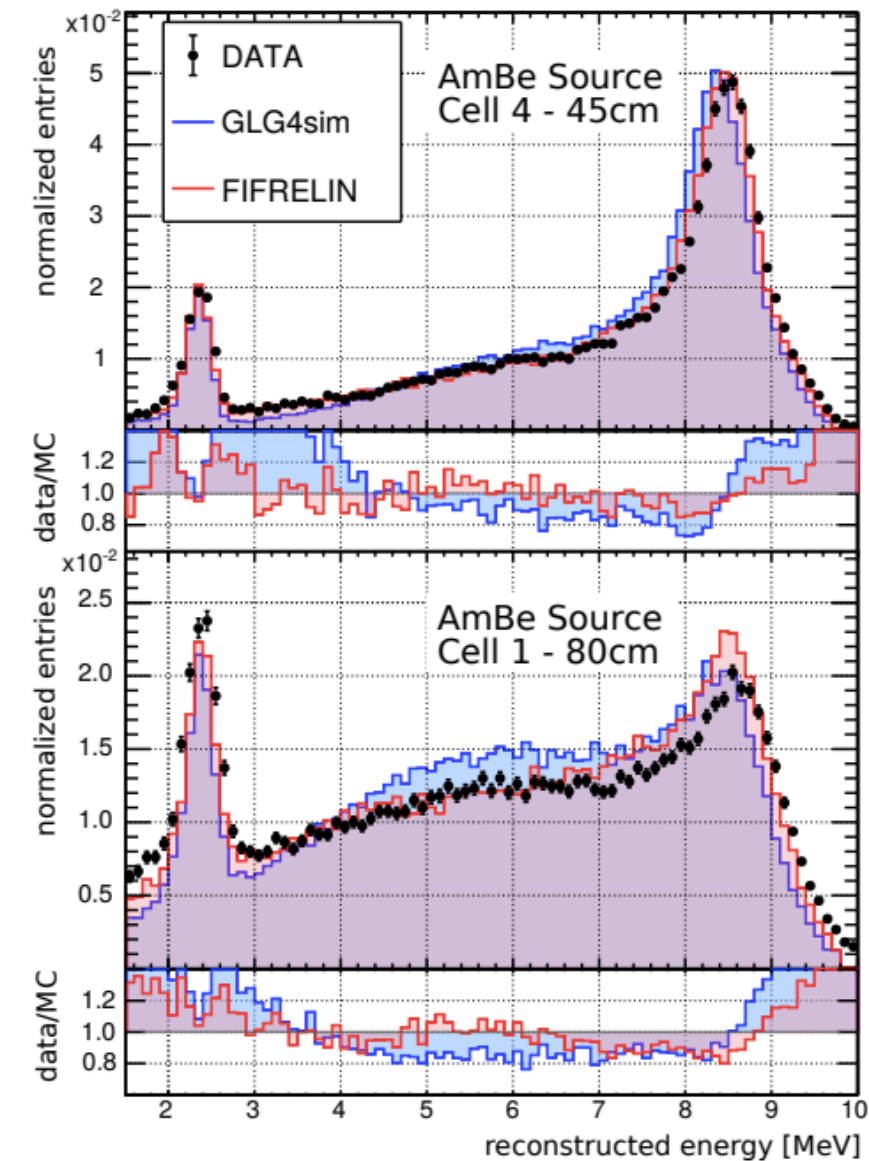 x10⁻²
DATA
GLG4sim
FIFRELIN
AmBe Source
Cell 4 - 45cm
normalized entries
5
4
3
2
1
data/MC
1.2
1.0
0.8
x10⁻²
AmBe Source
Cell 1 - 80cm
normalized entries
2.5
2.0
1.5
1.0
0.5
data/MC
1.2
1.0
0.8
2 3 4 5 6 7 8 9 10
reconstructed energy [MeV]